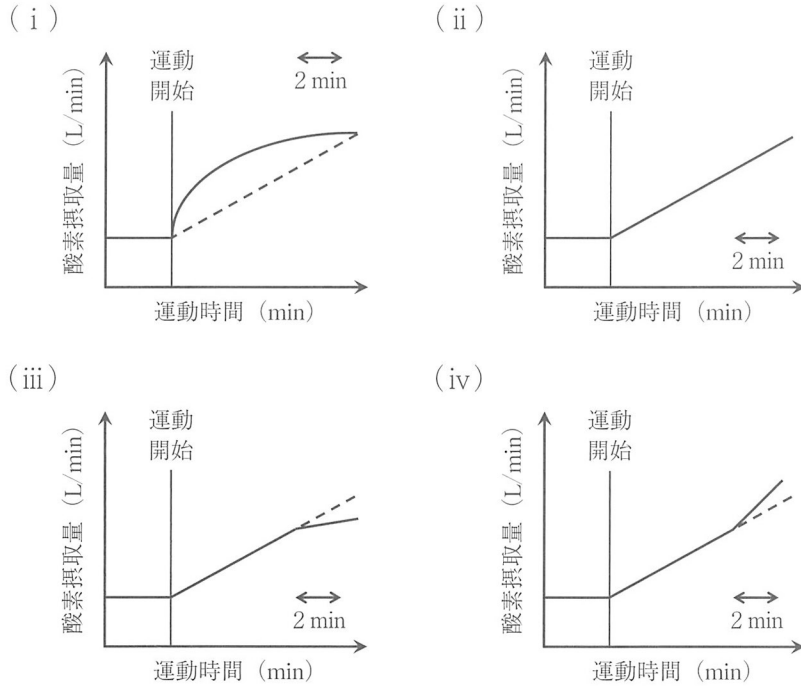 (i)
運動
開始
2 min
酸素摂取量 (L/min)
運動時間 (min)
(ii)
運動
開始
2 min
酸素摂取量 (L/min)
運動時間 (min)
(iii)
運動
開始
2 min
酸素摂取量 (L/min)
運動時間 (min)
(iv)
運動
開始
2 min
酸素摂取量 (L/min)
運動時間 (min)